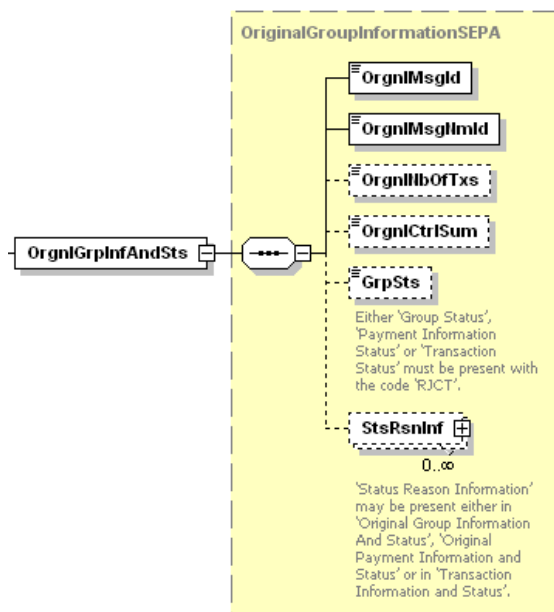 OriginalGroupInformationSEPA
OrgnlMsgId
OrgnlMsgNmId
OrgnlNbOfTxs
OrgnlCtrlSum
OrgnlGrpInfAndSts
GrpSts
Either 'Group Status',
'Payment Information
Status' or 'Transaction
Status' must be present with
the code 'RJCT'.
StsRsnInf
0..∞
'Status Reason Information'
may be present either in
'Original Group Information
And Status', 'Original
Payment Information and
Status' or in 'Transaction
Information and Status'.